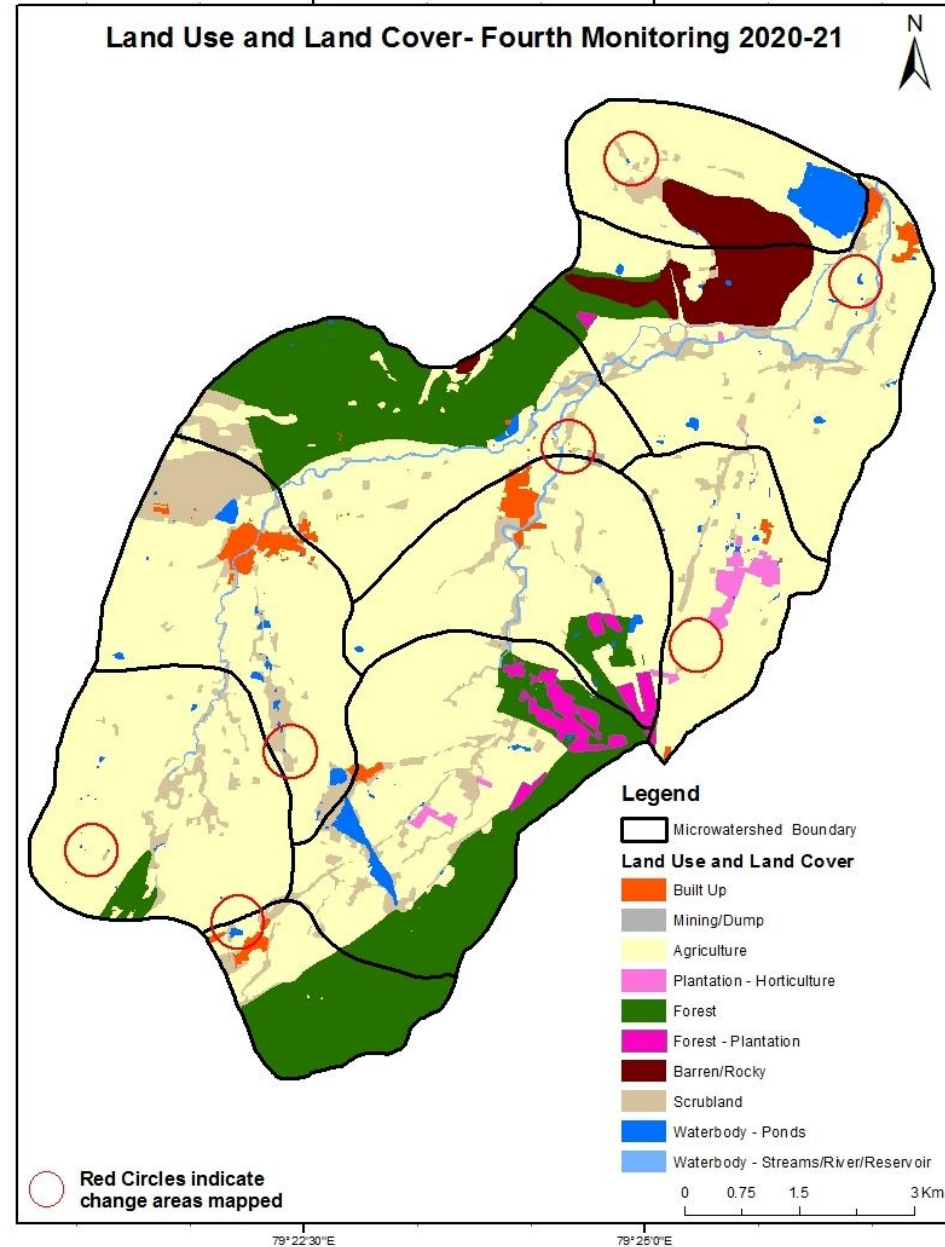 Land Use and Land Cover- Fourth Monitoring 2020-21
N
Legend
Microwatershed Boundary
Land Use and Land Cover
Built Up
Mining/Dump
Agriculture
Plantation - Horticulture
Forest
Forest - Plantation
Barren/Rocky
Scrubland
Waterbody - Ponds
Waterbody - Streams/River/Reservoir
Red Circles indicate
change areas mapped
0 0.75 1.5 3 Km
79°22'30"E 79°25'0"E